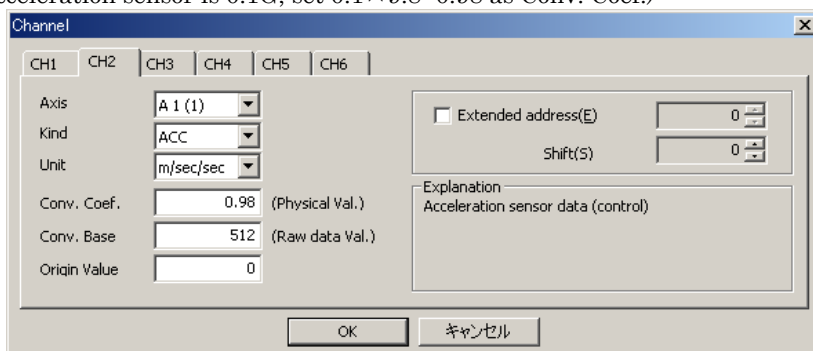 acceleration sensor is 0.1G, set 0.1**9.8=0.98 as Conv. Coef.)
Channel
CH1 CH2 CH3 CH4 CH5 CH6
Axis A 1 (1)
Kind ACC
Unit m/sec/sec
Conv. Coef. 0.98 (Physical Val.)
Conv. Base 512 (Raw data Val.)
Origin Value 0
Extended address(E) 0
Shift(S) 0
Explanation
Acceleration sensor data (control)
OK キャンセル